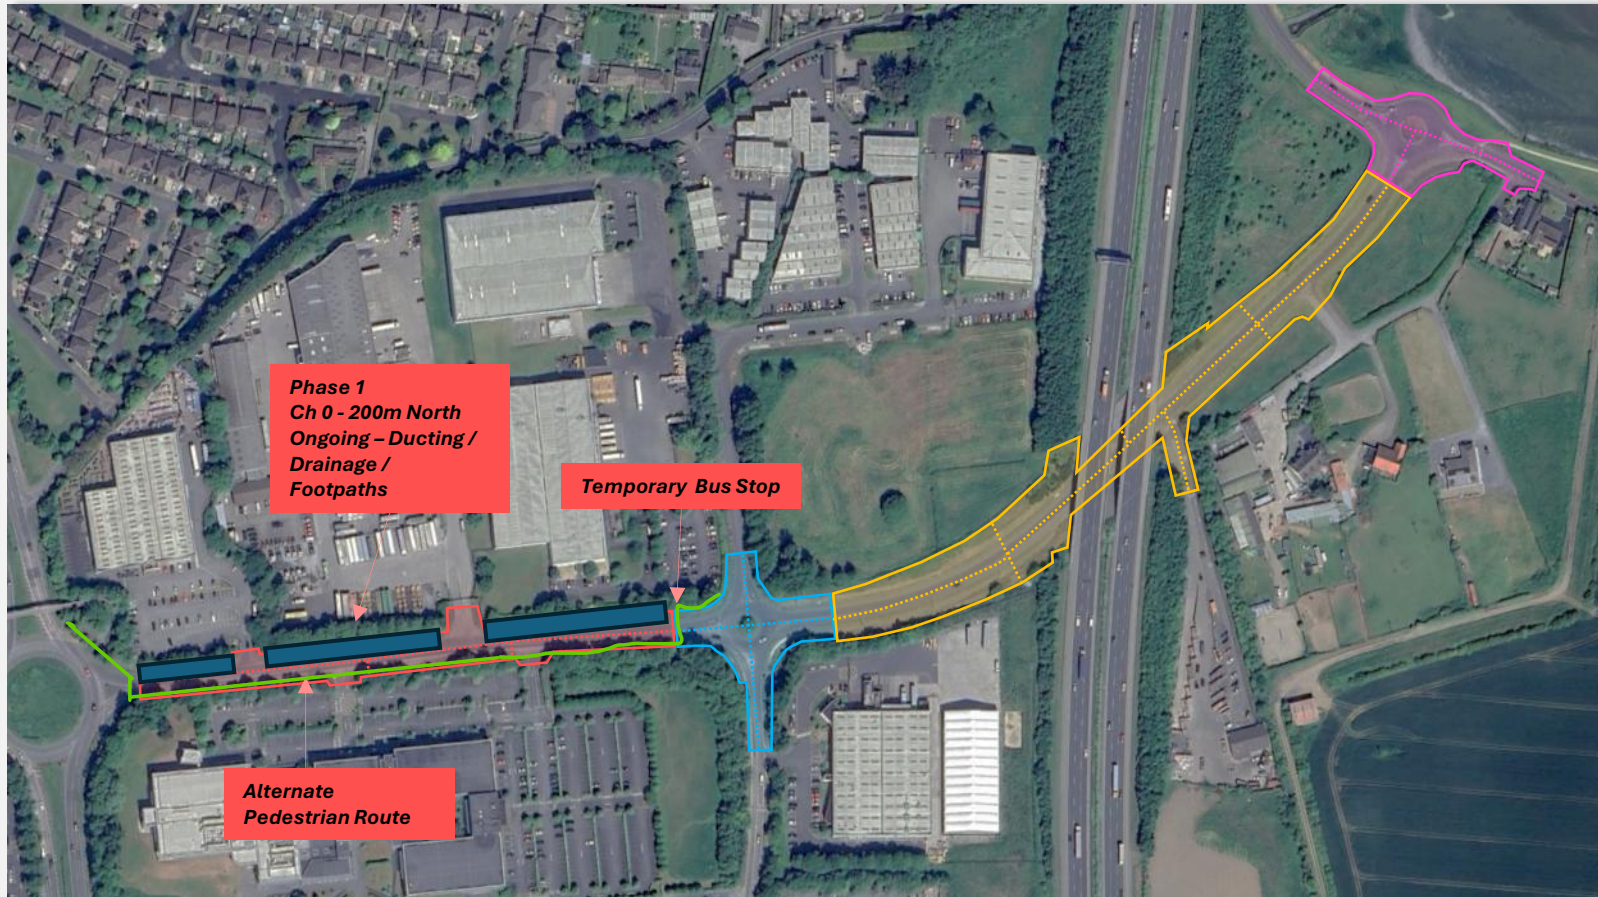 Phase 1
Ch 0 - 200m North
Ongoing – Ducting /
Drainage /
Footpaths
Temporary Bus Stop
Alternate
Pedestrian Route